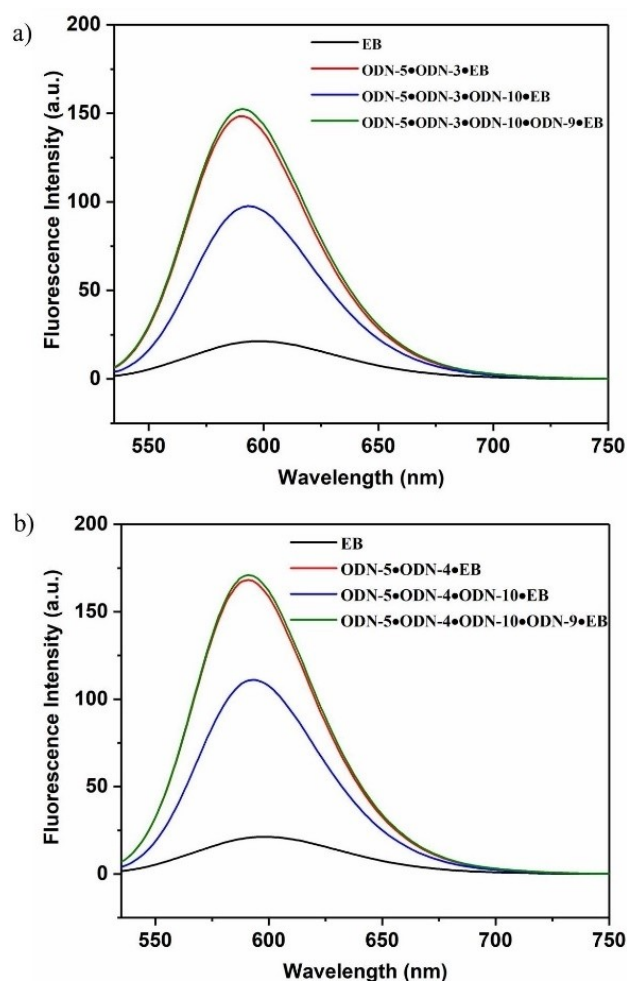 a)
200
150
100
50
0
Fluorescence Intensity (a.u.)
EB
ODN-5•ODN-3•EB
ODN-5•ODN-3•ODN-10•EB
ODN-5•ODN-3•ODN-10•ODN-9•EB
550 600 650 700 750
Wavelength (nm)
b)
200
150
100
50
0
Fluorescence Intensity (a.u.)
EB
ODN-5•ODN-4•EB
ODN-5•ODN-4•ODN-10•EB
ODN-5•ODN-4•ODN-10•ODN-9•EB
550 600 650 700 750
Wavelength (nm)